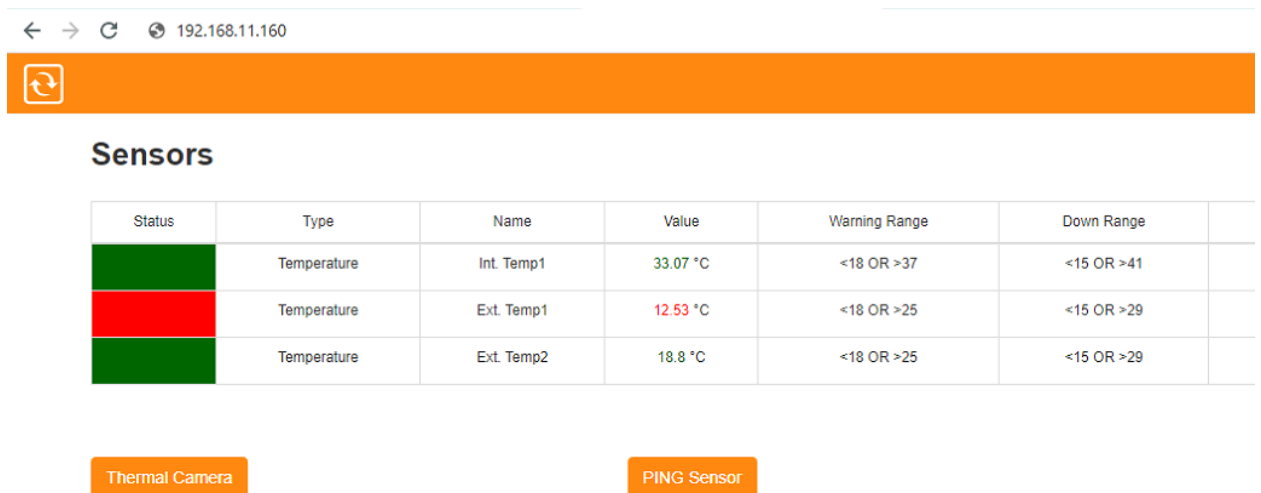 192.168.11.160
Sensors
Status Type Name Value Warning Range Down Range
Temperature Int. Temp1 33.07 °C <18 OR >37 <15 OR >41
Temperature Ext. Temp1 12.53 °C <18 OR >25 <15 OR >29
Temperature Ext. Temp2 18.8 °C <18 OR >25 <15 OR >29
Thermal Camera PING Sensor